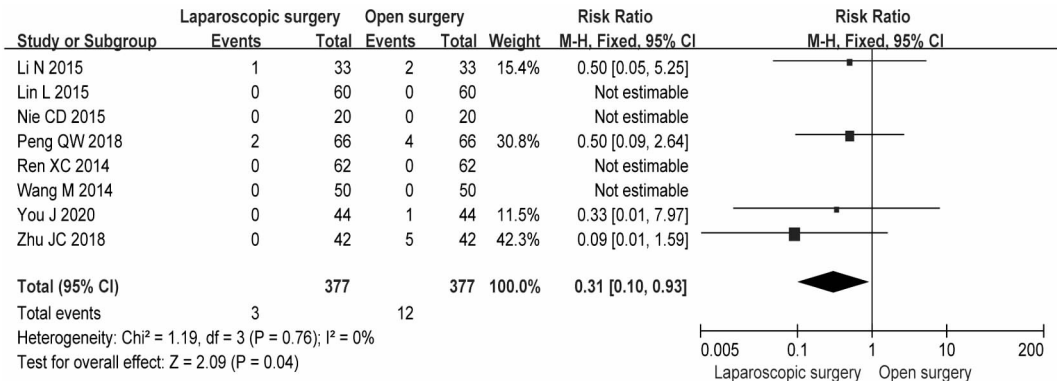 Laparoscopic surgery Open surgery Risk Ratio Risk Ratio
Study or Subgroup Events Total Events Total Weight M-H, Fixed, 95% CI M-H, Fixed, 95% CI
Li N 2015 1 33 2 33 15.4% 0.50 [0.05, 5.25]
Lin L 2015 0 60 0 60 Not estimable
Nie CD 2015 0 20 0 20 Not estimable
Peng QW 2018 2 66 4 66 30.8% 0.50 [0.09, 2.64]
Ren XC 2014 0 62 0 62 Not estimable
Wang M 2014 0 50 0 50 Not estimable
You J 2020 0 44 1 44 11.5% 0.33 [0.01, 7.97]
Zhu JC 2018 0 42 5 42 42.3% 0.09 [0.01, 1.59]
Total (95% CI) 377 377 100.0% 0.31 [0.10, 0.93]
Total events 3 12
Heterogeneity: Chi² = 1.19, df = 3 (P = 0.76); I² = 0%
Test for overall effect: Z = 2.09 (P = 0.04)
0.005 0.1 1 10 200
Laparoscopic surgery Open surgery